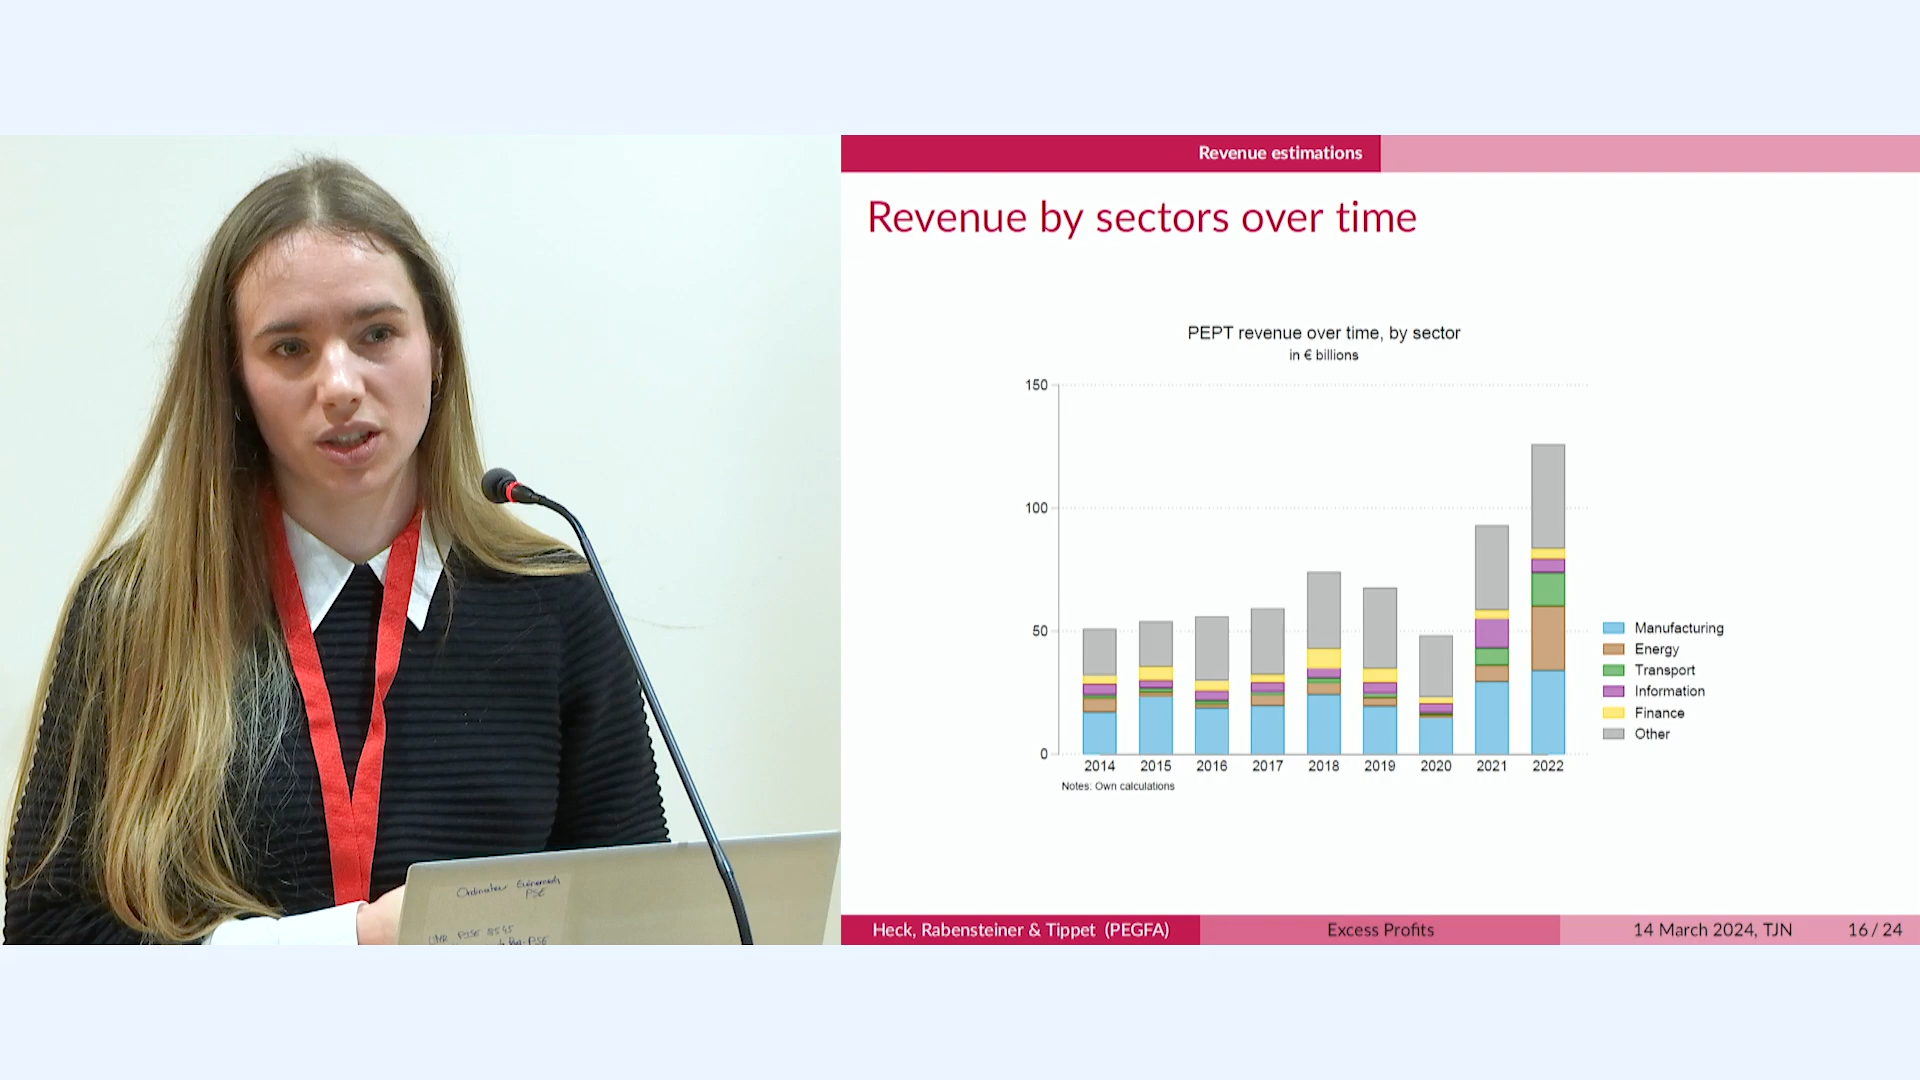 Revenue estimations
Revenue by sectors over time
PEPT revenue over time, by sector
in € billions
150
100
50
0
2014 2015 2016 2017 2018 2019 2020 2021 2022
Notes: Own calculations
Manufacturing
Energy
Transport
Information
Finance
Other
Heck, Rabensteiner & Tippet (PEGFA) Excess Profits 14 March 2024, TJN 16 / 24
Ordinateur
PSE